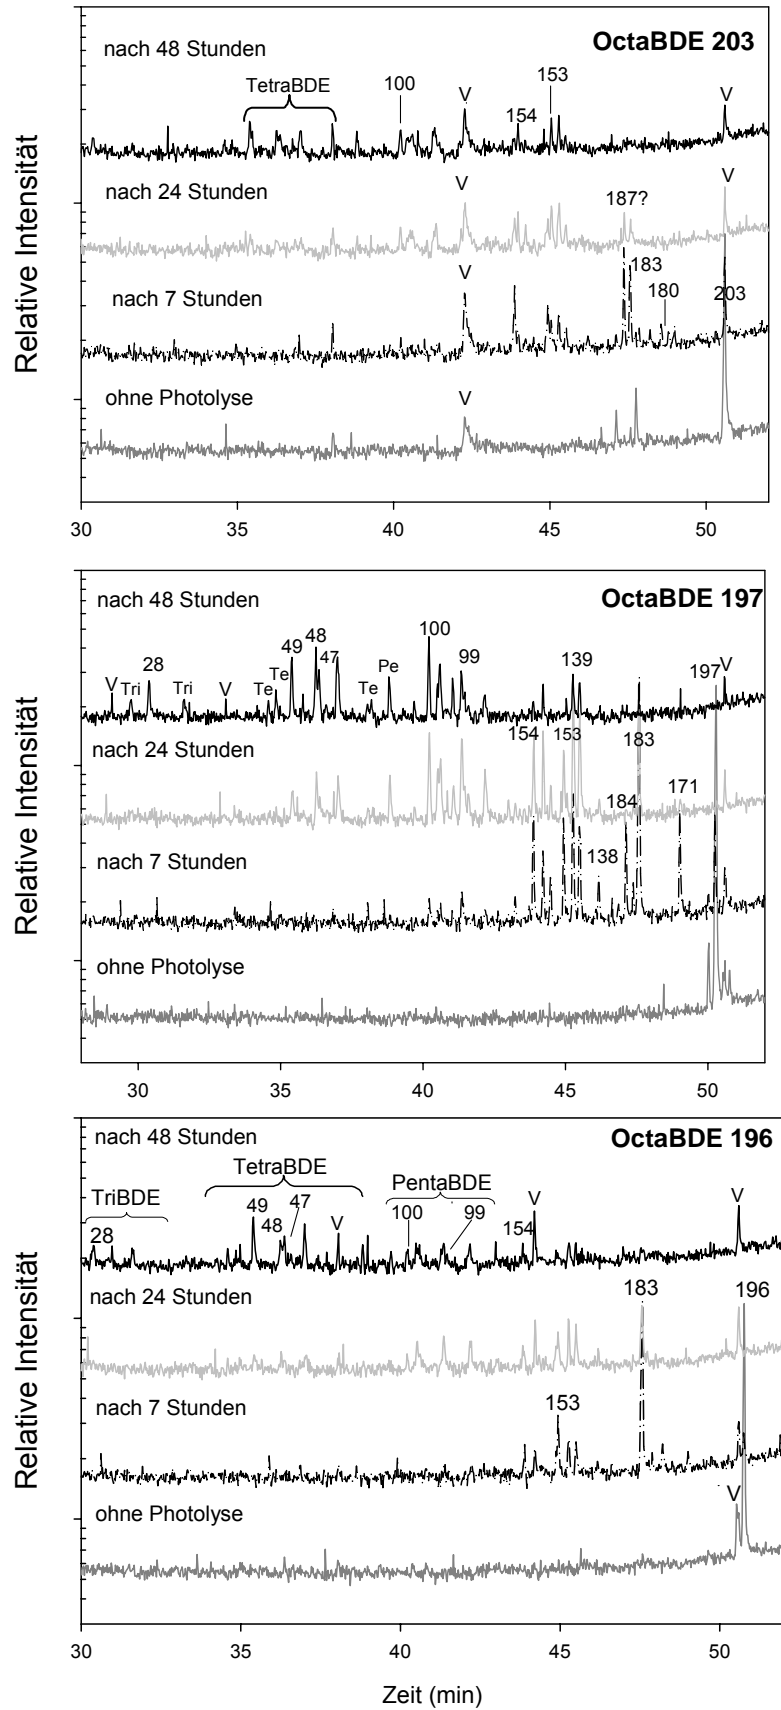 OctaBDE 203
nach 48 Stunden
TetraBDE
100
153
154
V
V
nach 24 Stunden
V
187?
V
nach 7 Stunden
V
183
180
203
ohne Photolyse
V
Relative Intensität
30 35 40 45 50
OctaBDE 197
nach 48 Stunden
V
Tri
28
Tri
V
Te
Te
49
48
47
Te
Pe
100
99
139
197
V
nach 24 Stunden
154
153
183
nach 7 Stunden
138
184
171
ohne Photolyse
Relative Intensität
30 35 40 45 50
OctaBDE 196
nach 48 Stunden
TriBDE
28
TetraBDE
49
48
47
V
PentaBDE
100
99
154
V
V
nach 24 Stunden
183
196
nach 7 Stunden
153
ohne Photolyse
V
Relative Intensität
30 35 40 45 50
Zeit (min)